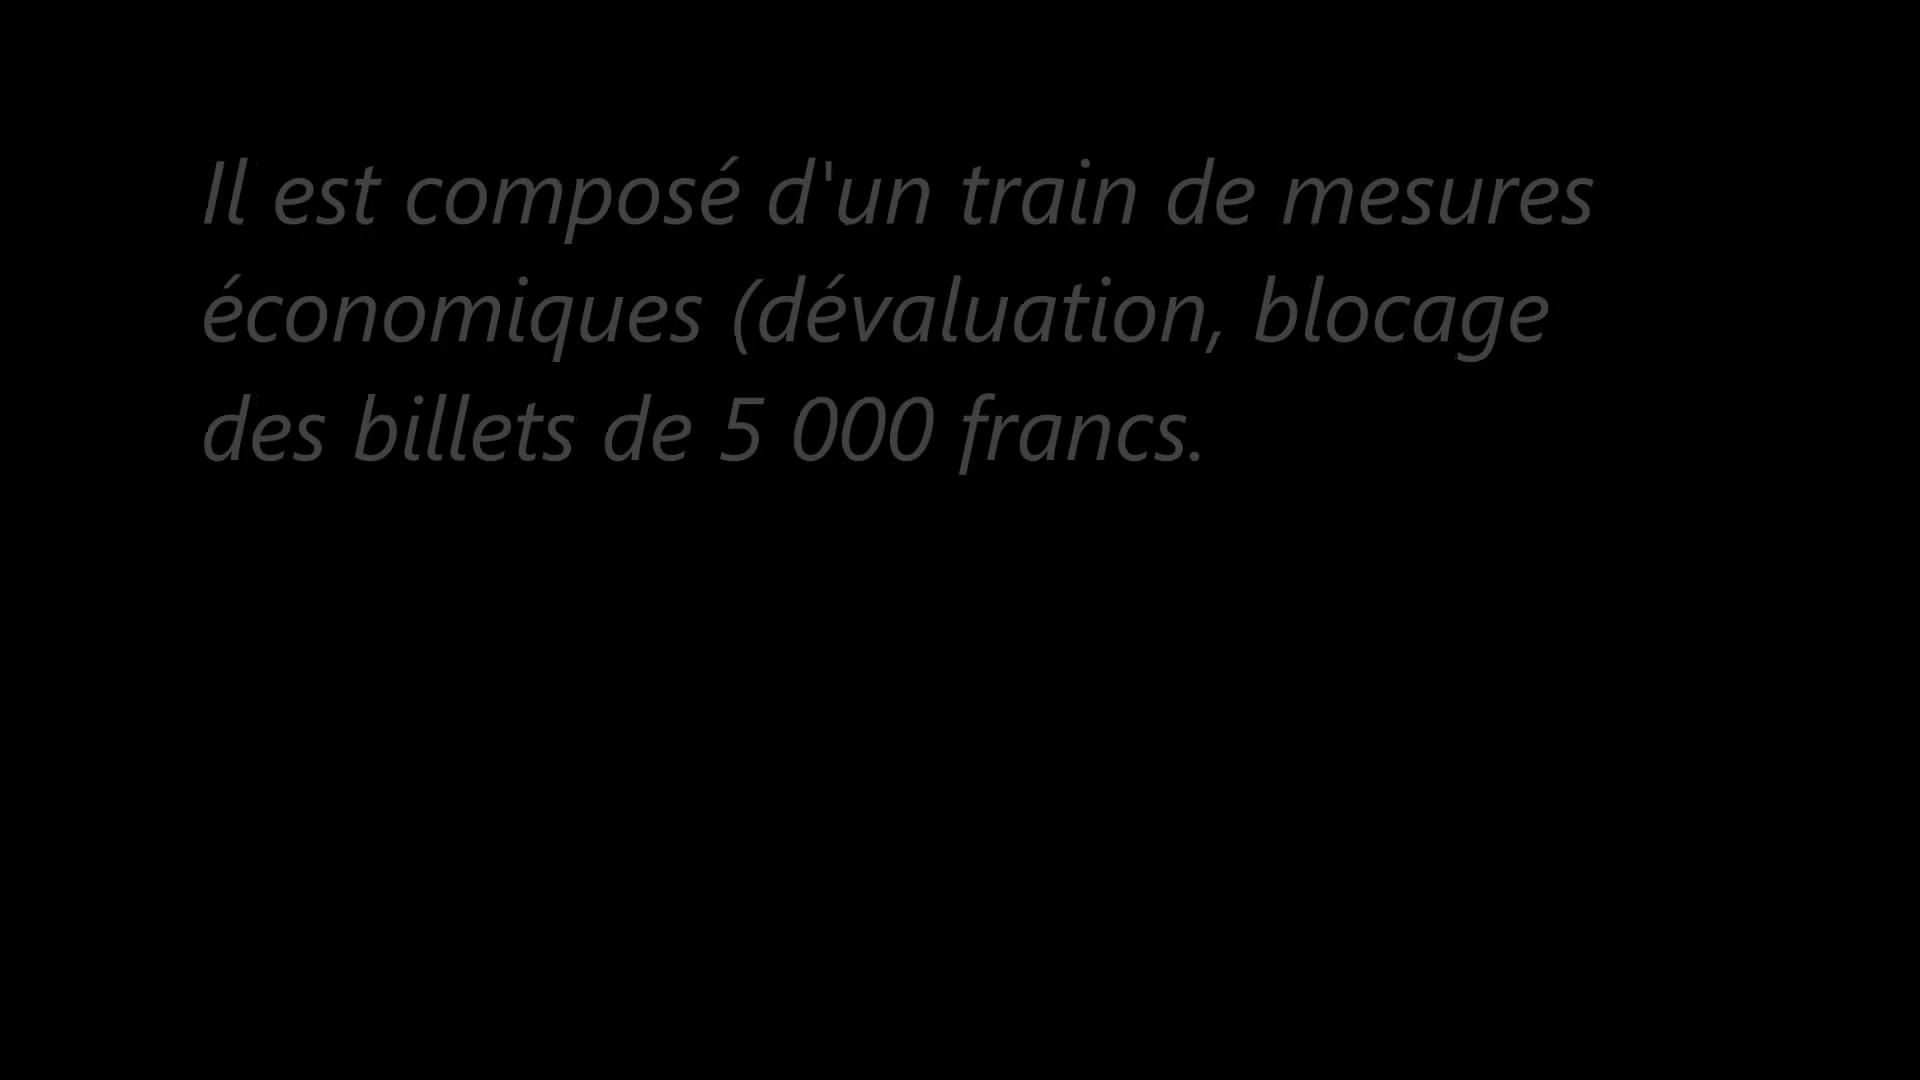 Il est composé d'un train de mesures
économiques (dévaluation, blocage
des billets de 5 000 francs.